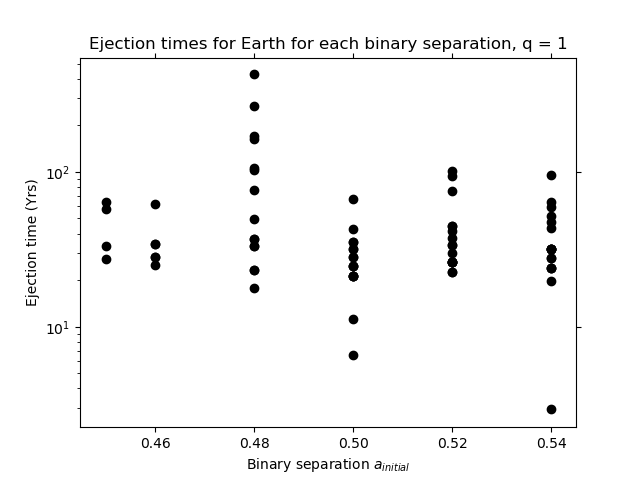 Ejection times for Earth for each binary separation, q = 1
Ejection time (Yrs)
10²
10¹
0.46 0.48 0.50 0.52 0.54
Binary separation a_initial